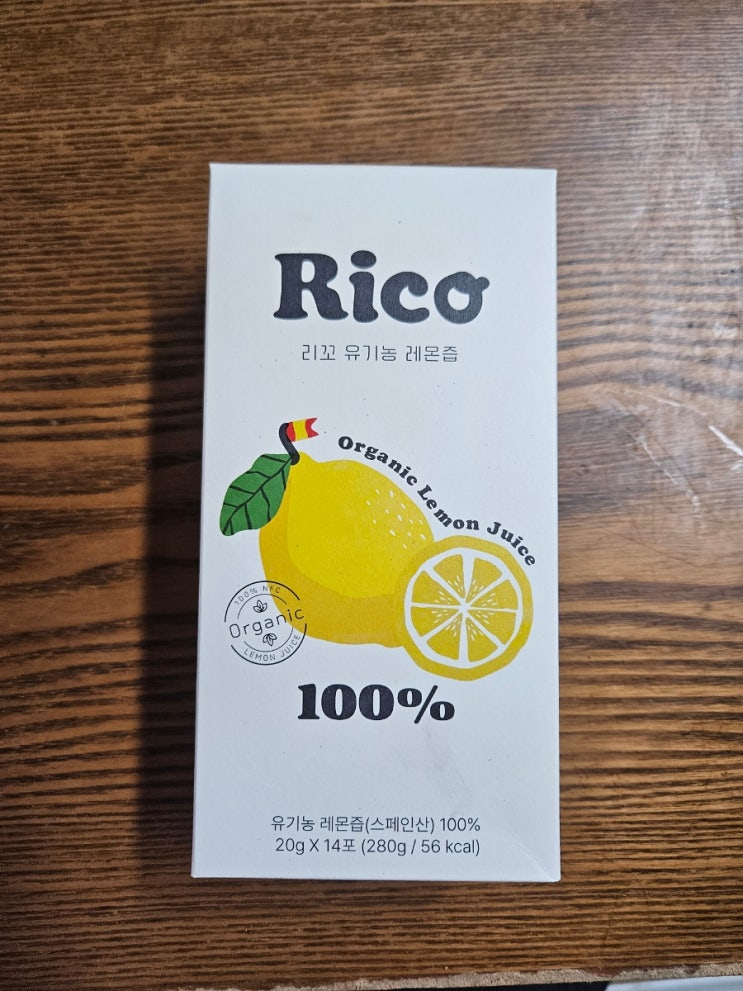 Rico
리꼬 유기농 레몬즙
Organic Lemon Juice
100% NFC
Organic
LEMON JUICE
100%
유기농 레몬즙(스페인산) 100%
20g X 14포 (280g / 56 kcal)